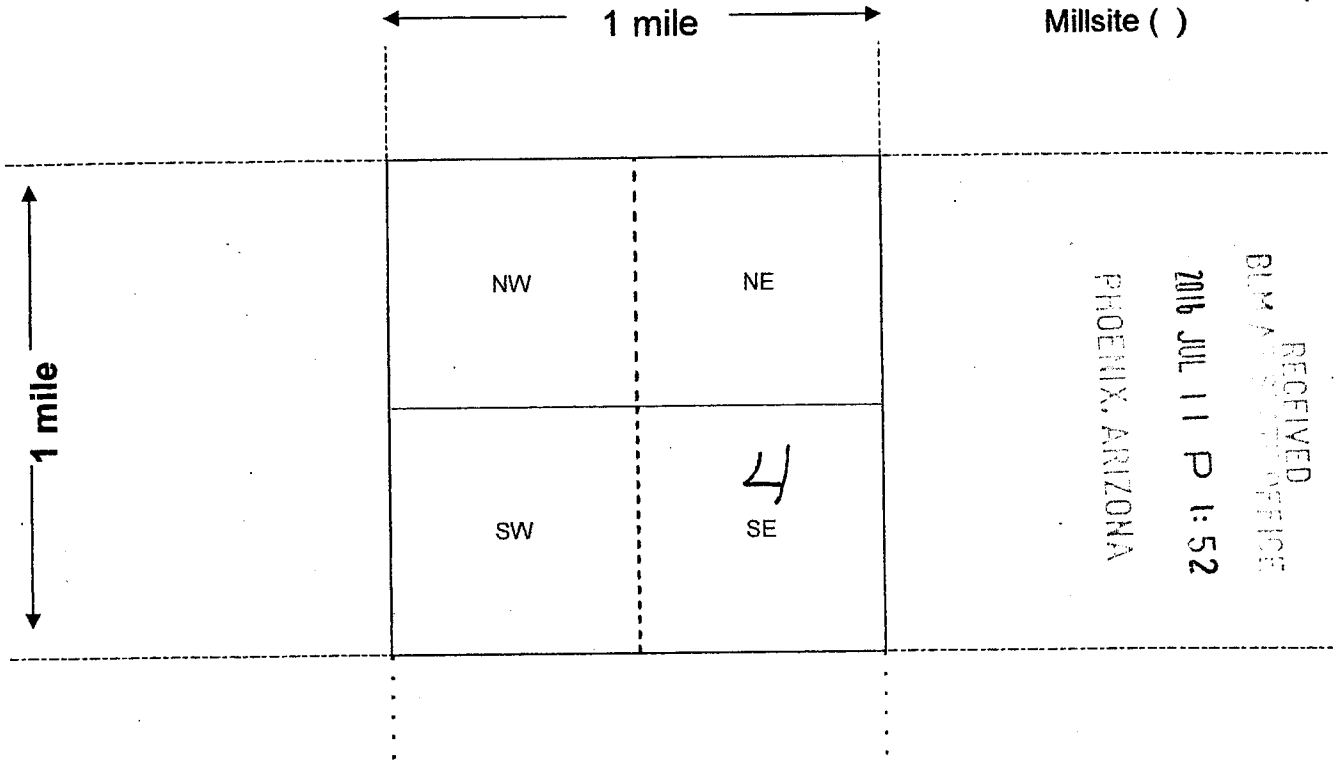 1 mile
Millsite ( )
1 mile
NW
NE
SW
4
SE
RECEIVED
BLM
OFFICE
2016 JUL 11 P 1:52
PHOENIX, ARIZONA